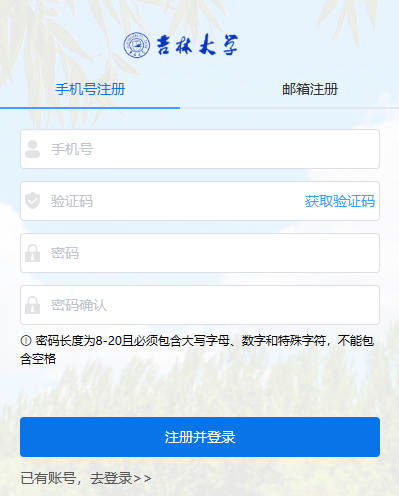 吉林大学
手机号注册 邮箱注册
手机号
验证码 获取验证码
密码
密码确认
密码长度为8-20且必须包含大写字母、数字和特殊字符，不能包
含空格
注册并登录
已有账号，去登录>>